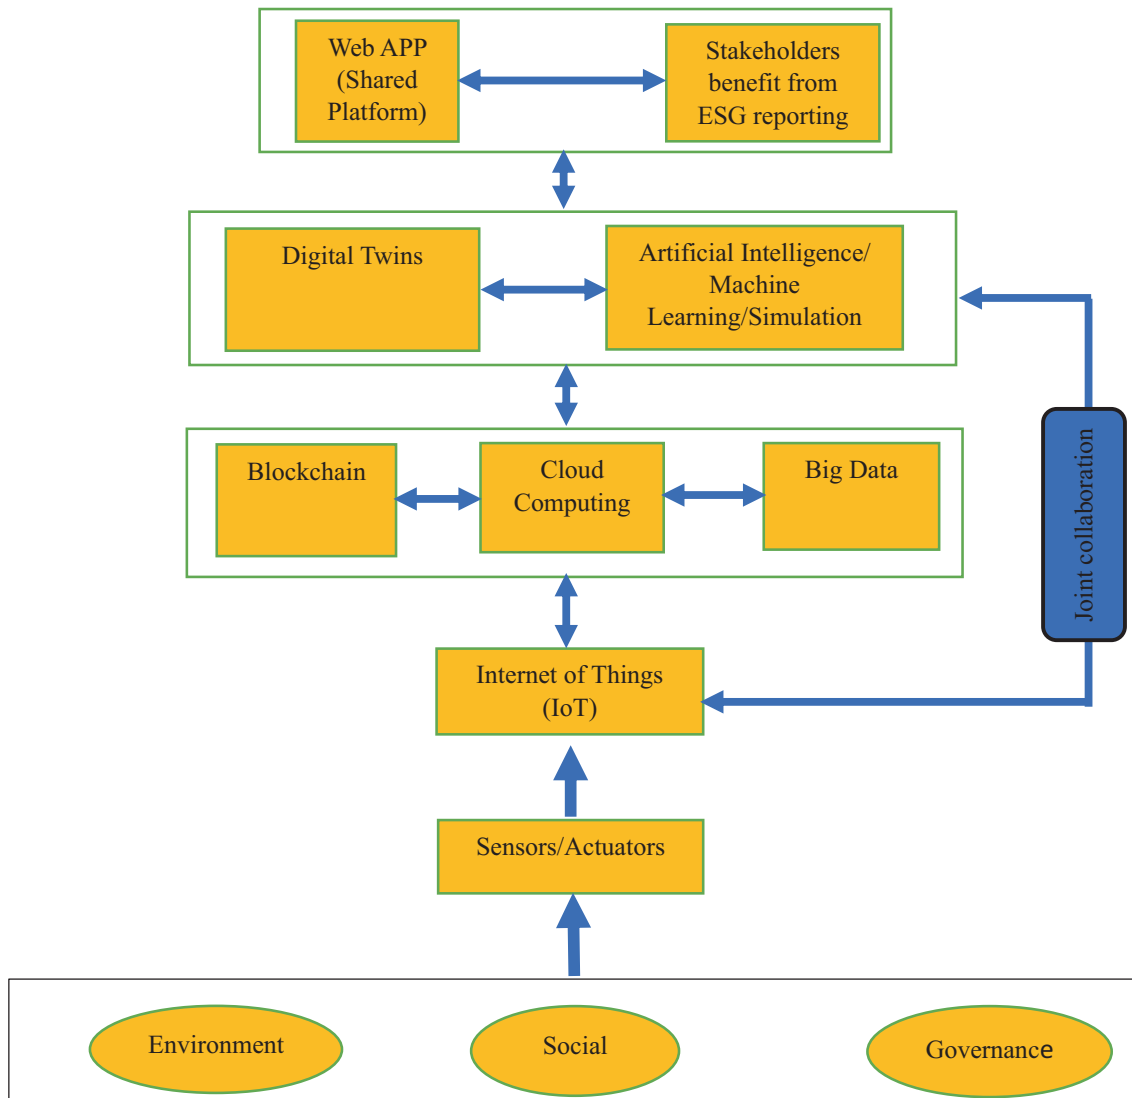 Web APP
(Shared
Platform)
Stakeholders
benefit from
ESG reporting
Digital Twins
Artificial Intelligence/
Machine
Learning/Simulation
Blockchain
Cloud
Computing
Big Data
Joint collaboration
Internet of Things
(IoT)
Sensors/Actuators
Environment
Social
Governance